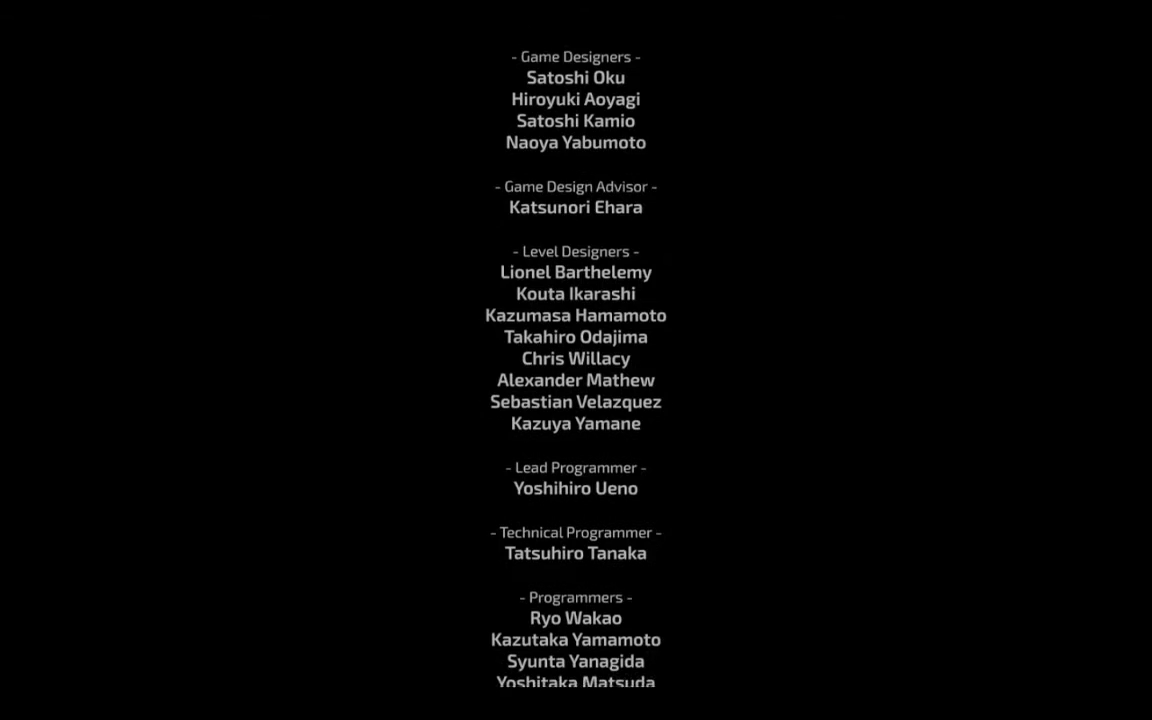 - Game Designers -
Satoshi Oku
Hiroyuki Aoyagi
Satoshi Kamio
Naoya Yabumoto
- Game Design Advisor -
Katsunori Ehara
- Level Designers -
Lionel Barthelemy
Kouta Ikarashi
Kazumasa Hamamoto
Takahiro Odajima
Chris Willacy
Alexander Mathew
Sebastian Velazquez
Kazuya Yamane
- Lead Programmer -
Yoshihiro Ueno
- Technical Programmer -
Tatsuhiro Tanaka
- Programmers -
Ryo Wakao
Kazutaka Yamamoto
Syunta Yanagida
Yoshitaka Matsuda